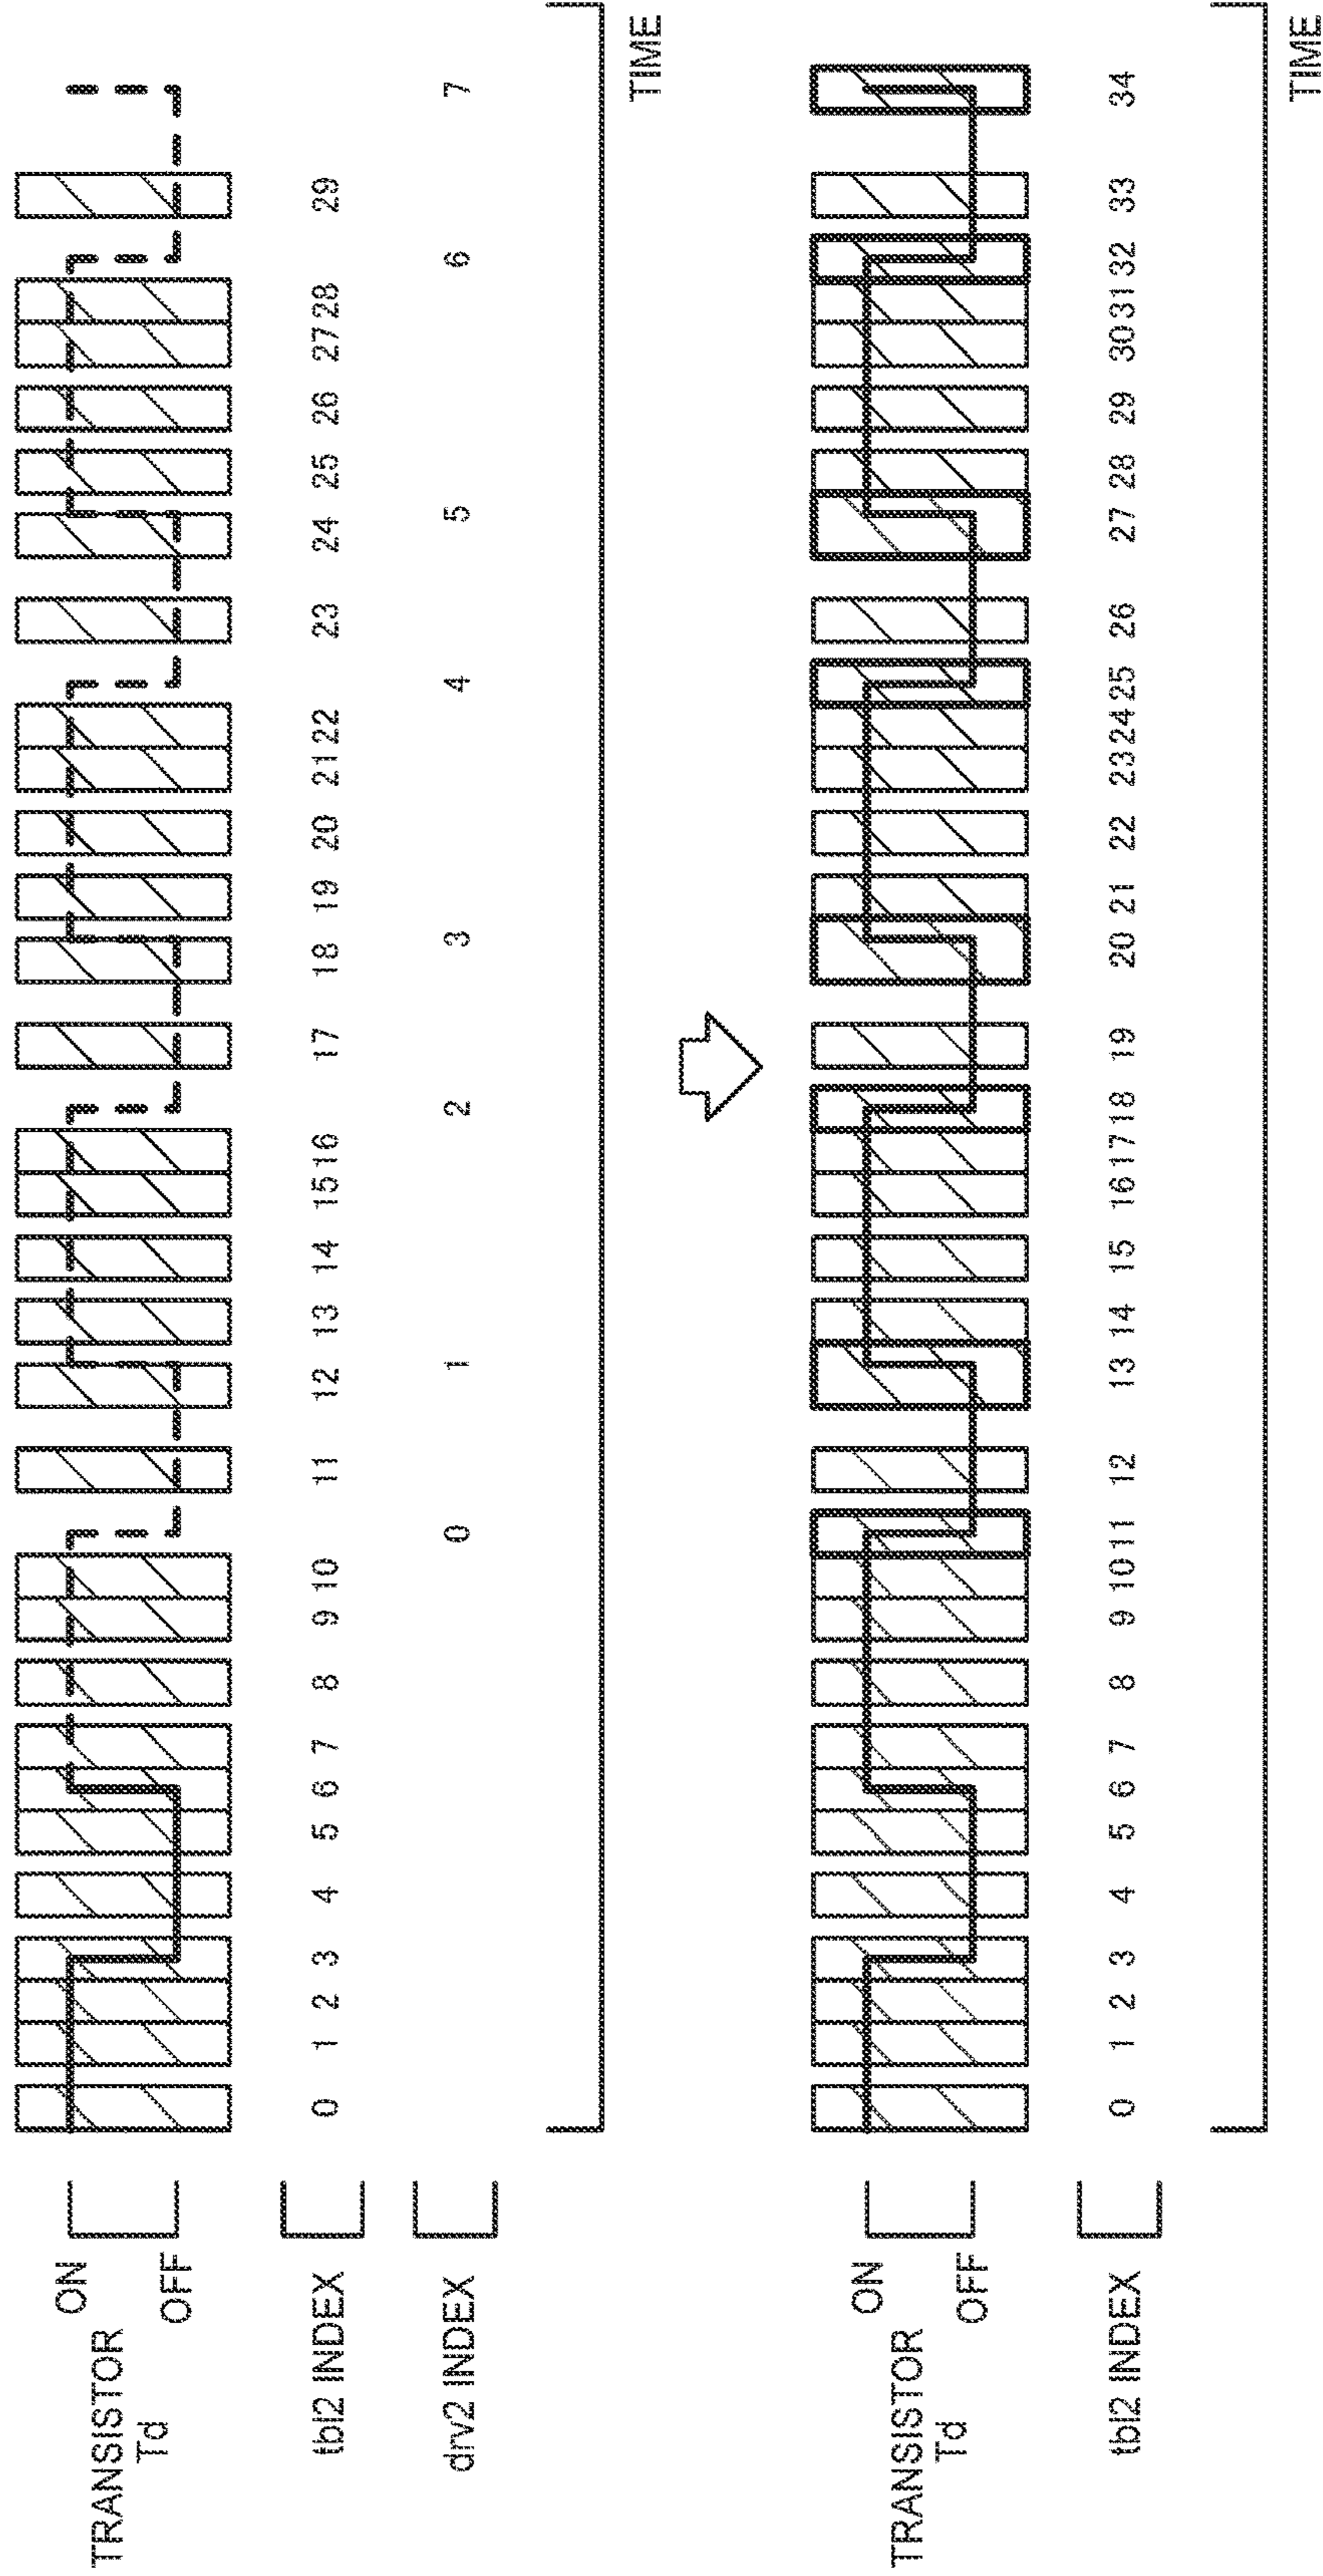 ON
TRANSISTOR
Td
OFF
tbl2 INDEX
0 1 2 3 4 5 6 7 8 9 10 11 12 13 14 15 16 17 18 19 20 21 22 23 24 25 26 27 28 29
drv2 INDEX
0 1 2 3 4 5 6 7
TIME
ON
TRANSISTOR
Td
OFF
tbl2 INDEX
0 1 2 3 4 5 6 7 8 9 10 11 12 13 14 15 16 17 18 19 20 21 22 23 24 25 26 27 28 29 30 31 32 33 34
TIME